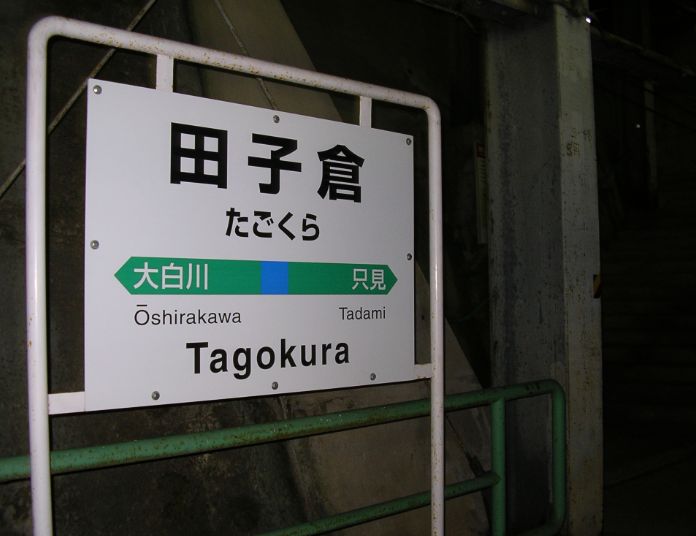 田子倉
たごくら
大白川 只見
Ōshirakawa Tadami
Tagokura